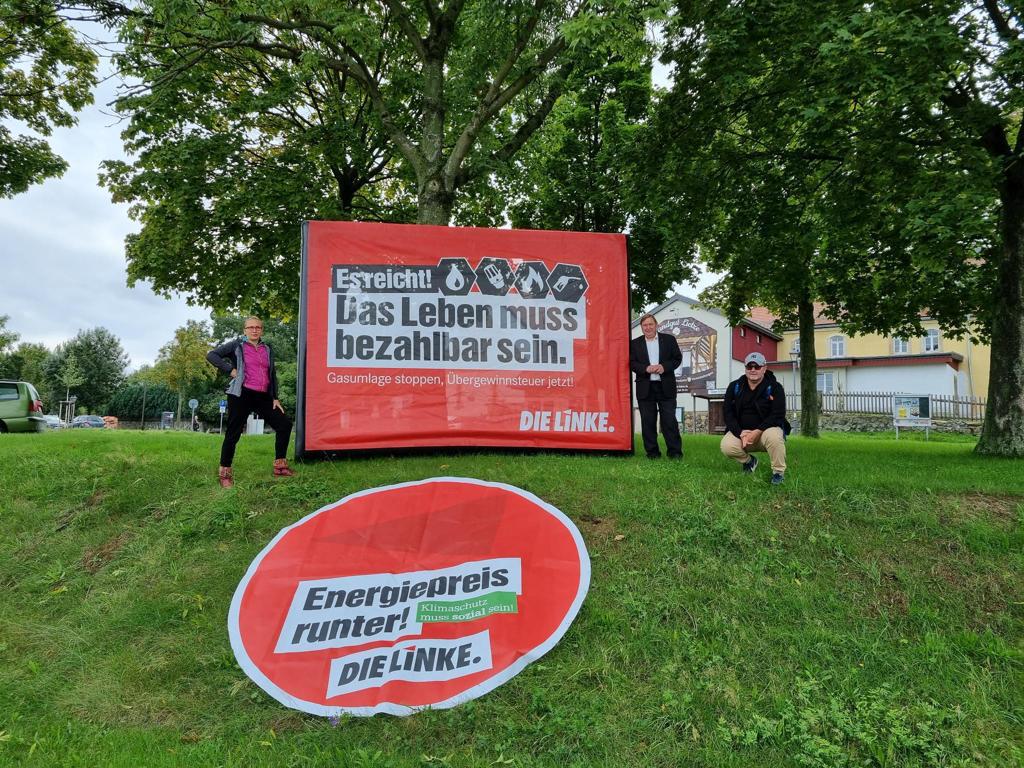 Es reicht!
Das Leben muss
bezahlbar sein.
Gasumlage stoppen, Übergewinnsteuer jetzt!
DIE LINKE.
Energiepreis
runter!
Klimaschutz
muss sozial sein!
DIE LINKE.